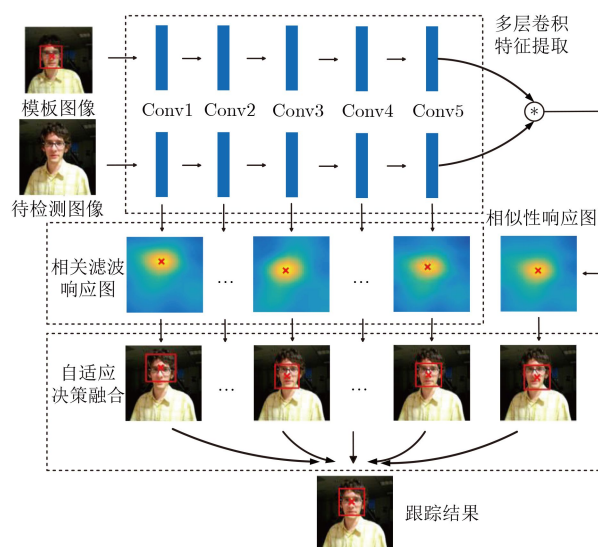 多层卷积
特征提取
模板图像
Conv1 Conv2 Conv3 Conv4 Conv5
*
待检测图像
相似性响应图
相关滤波
响应图
... ...
自适应
决策融合
... ...
跟踪结果